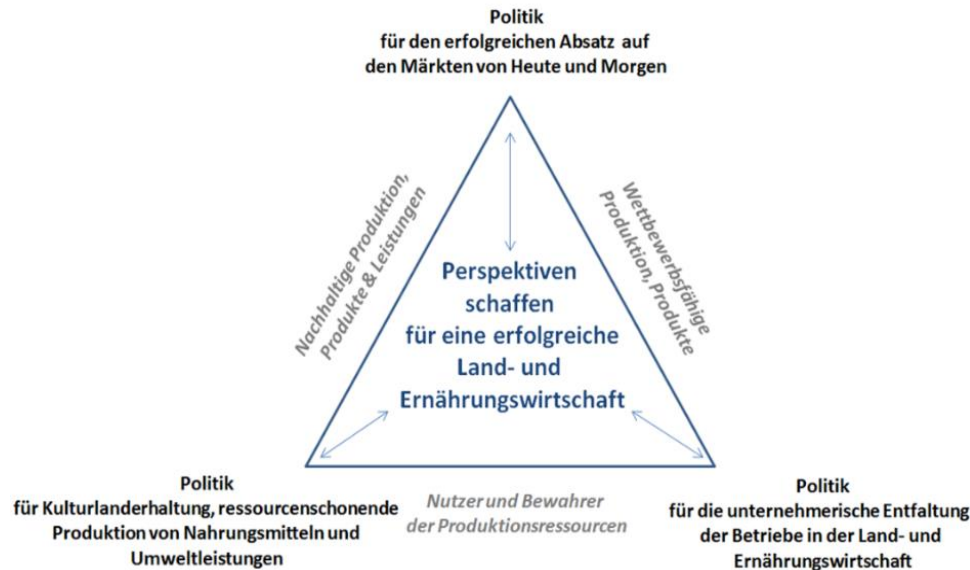 Politik
für den erfolgreichen Absatz auf
den Märkten von Heute und Morgen
Nachhaltige Produktion,
Produkte & Leistungen
Wettbewerbsfähige
Produktion, Produkte
Perspektiven
schaffen
für eine erfolgreiche
Land- und
Ernährungswirtschaft
Politik
für Kulturlanderhaltung, ressourcenschonende
Produktion von Nahrungsmitteln und
Umweltleistungen
Nutzer und Bewahrer
der Produktionsressourcen
Politik
für die unternehmerische Entfaltung
der Betriebe in der Land- und
Ernährungswirtschaft